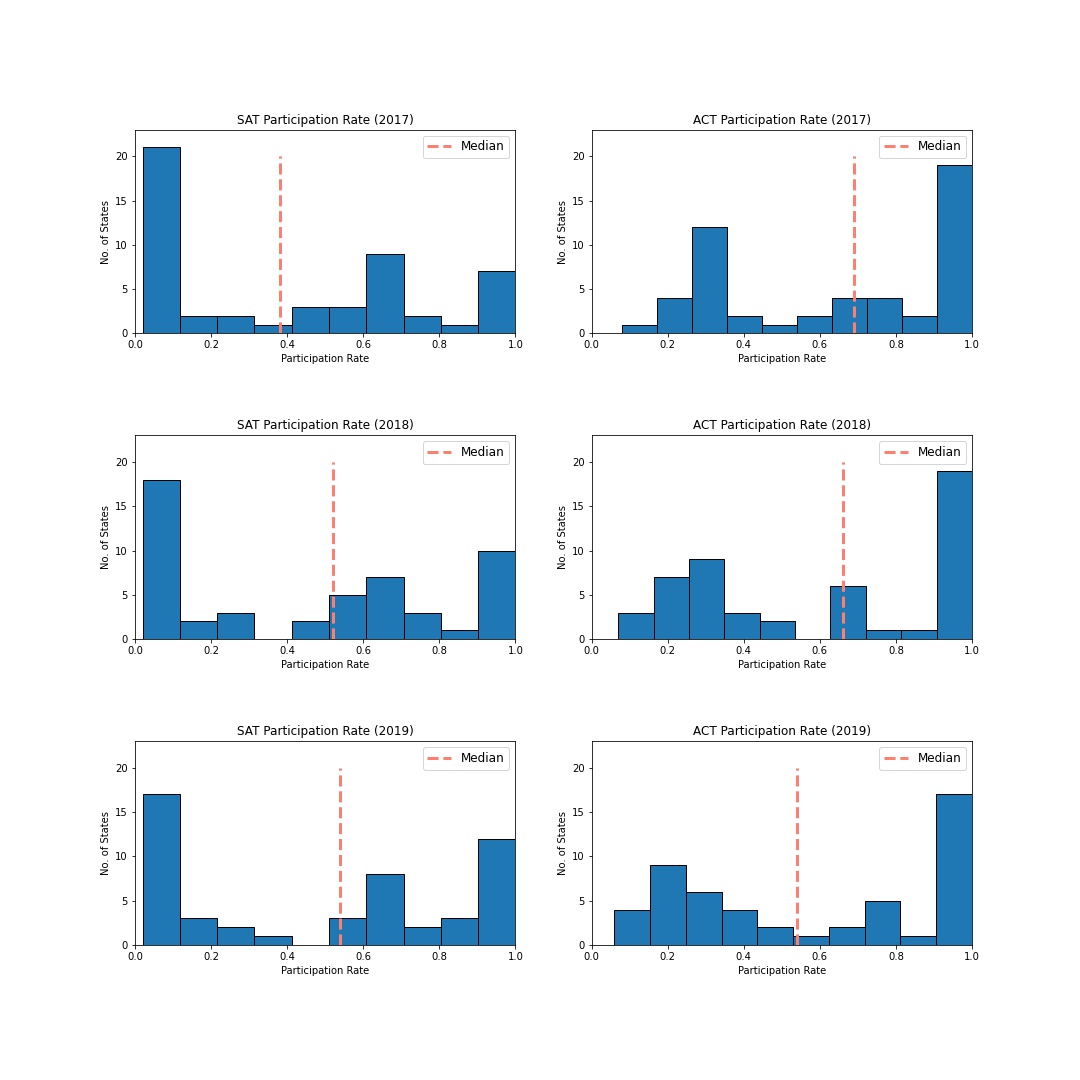 SAT Participation Rate (2017)
Median
No. of States
20
15
10
5
0
0.0 0.2 0.4 0.6 0.8 1.0
Participation Rate
ACT Participation Rate (2017)
Median
No. of States
20
15
10
5
0
0.0 0.2 0.4 0.6 0.8 1.0
Participation Rate
SAT Participation Rate (2018)
Median
No. of States
20
15
10
5
0
0.0 0.2 0.4 0.6 0.8 1.0
Participation Rate
ACT Participation Rate (2018)
Median
No. of States
20
15
10
5
0
0.0 0.2 0.4 0.6 0.8 1.0
Participation Rate
SAT Participation Rate (2019)
Median
No. of States
20
15
10
5
0
0.0 0.2 0.4 0.6 0.8 1.0
Participation Rate
ACT Participation Rate (2019)
Median
No. of States
20
15
10
5
0
0.0 0.2 0.4 0.6 0.8 1.0
Participation Rate